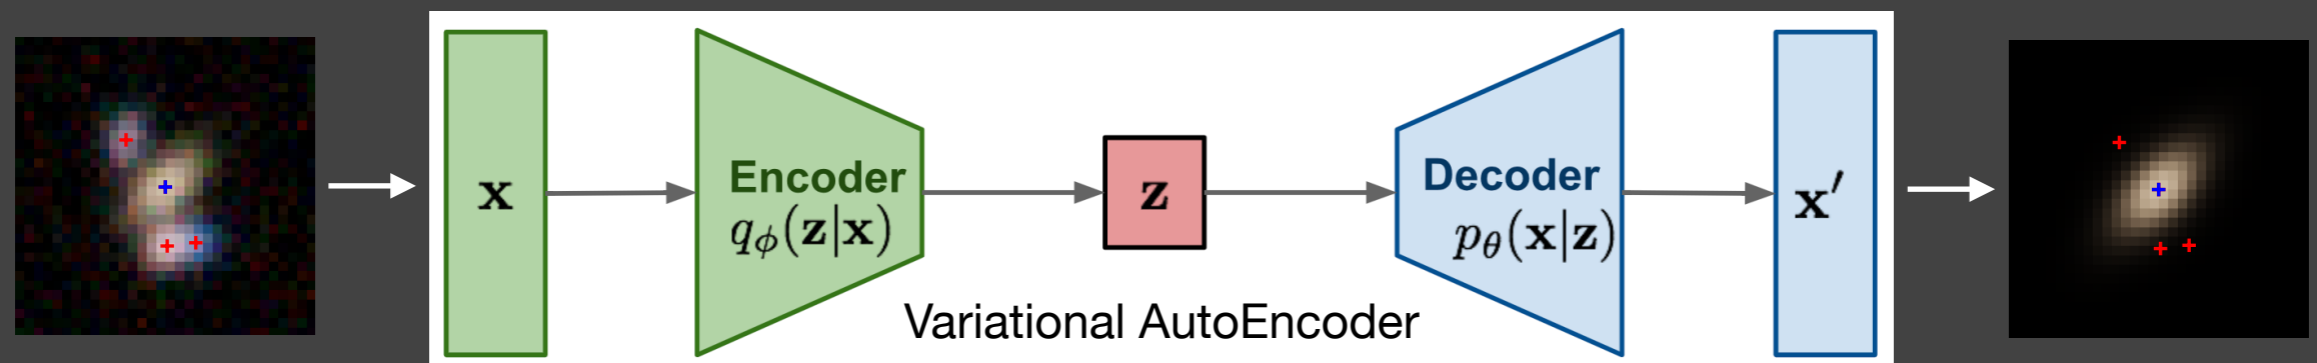 x
Encoder
qϕ(z|x)
z
Decoder
pθ(x|z)
x′
Variational AutoEncoder